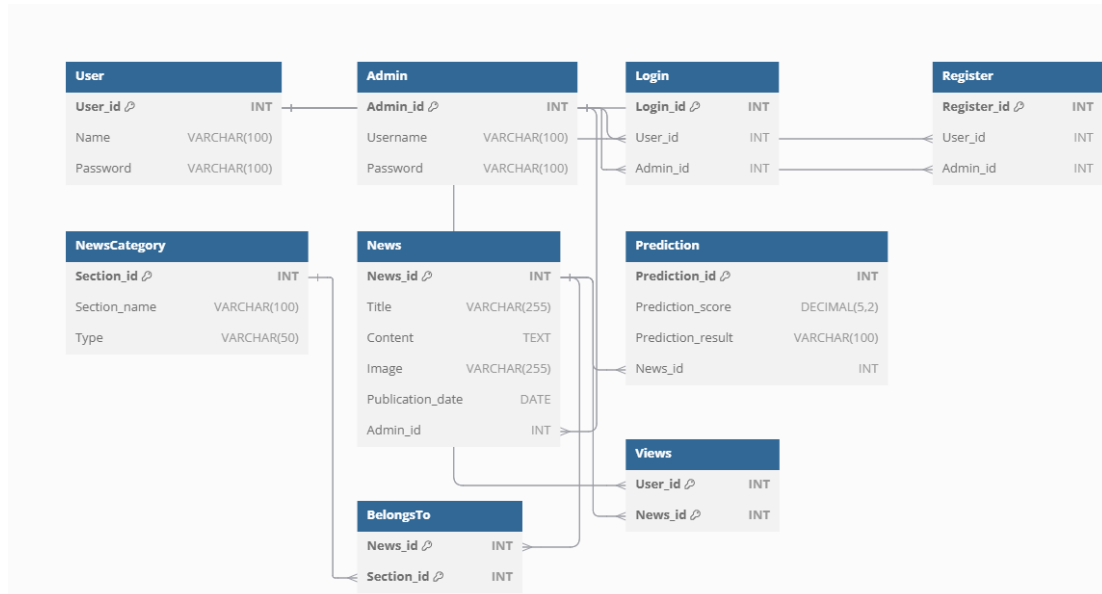 User
User_id INT
Name VARCHAR(100)
Password VARCHAR(100)
Admin
Admin_id INT
Username VARCHAR(100)
Password VARCHAR(100)
Login
Login_id INT
User_id INT
Admin_id INT
Register
Register_id INT
User_id INT
Admin_id INT
NewsCategory
Section_id INT
Section_name VARCHAR(100)
Type VARCHAR(50)
News
News_id INT
Title VARCHAR(255)
Content TEXT
Image VARCHAR(255)
Publication_date DATE
Admin_id INT
Prediction
Prediction_id INT
Prediction_score DECIMAL(5,2)
Prediction_result VARCHAR(100)
News_id INT
Views
User_id INT
News_id INT
BelongsTo
News_id INT
Section_id INT